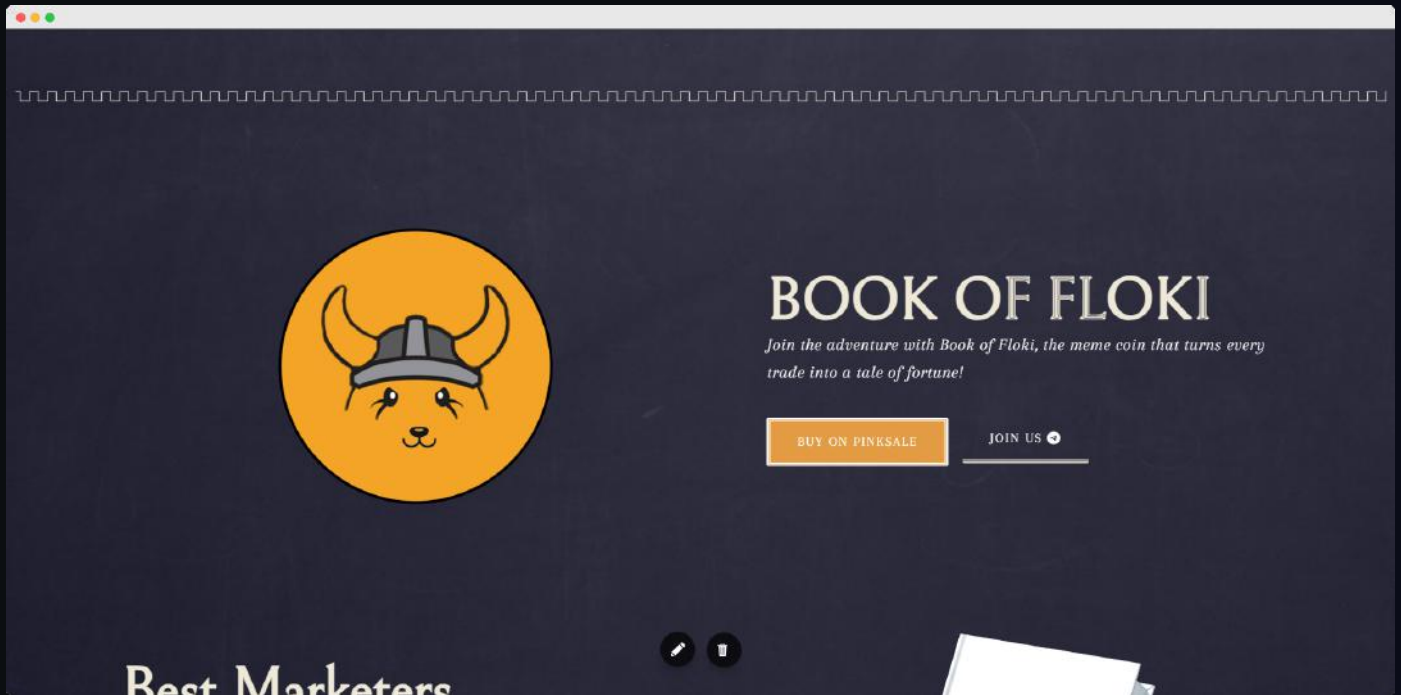 BOOK OF FLOKI
Join the adventure with Book of Floki, the meme coin that turns every
trade into a tale of fortune!
BUY ON PINKSALE
JOIN US
Best Marketers